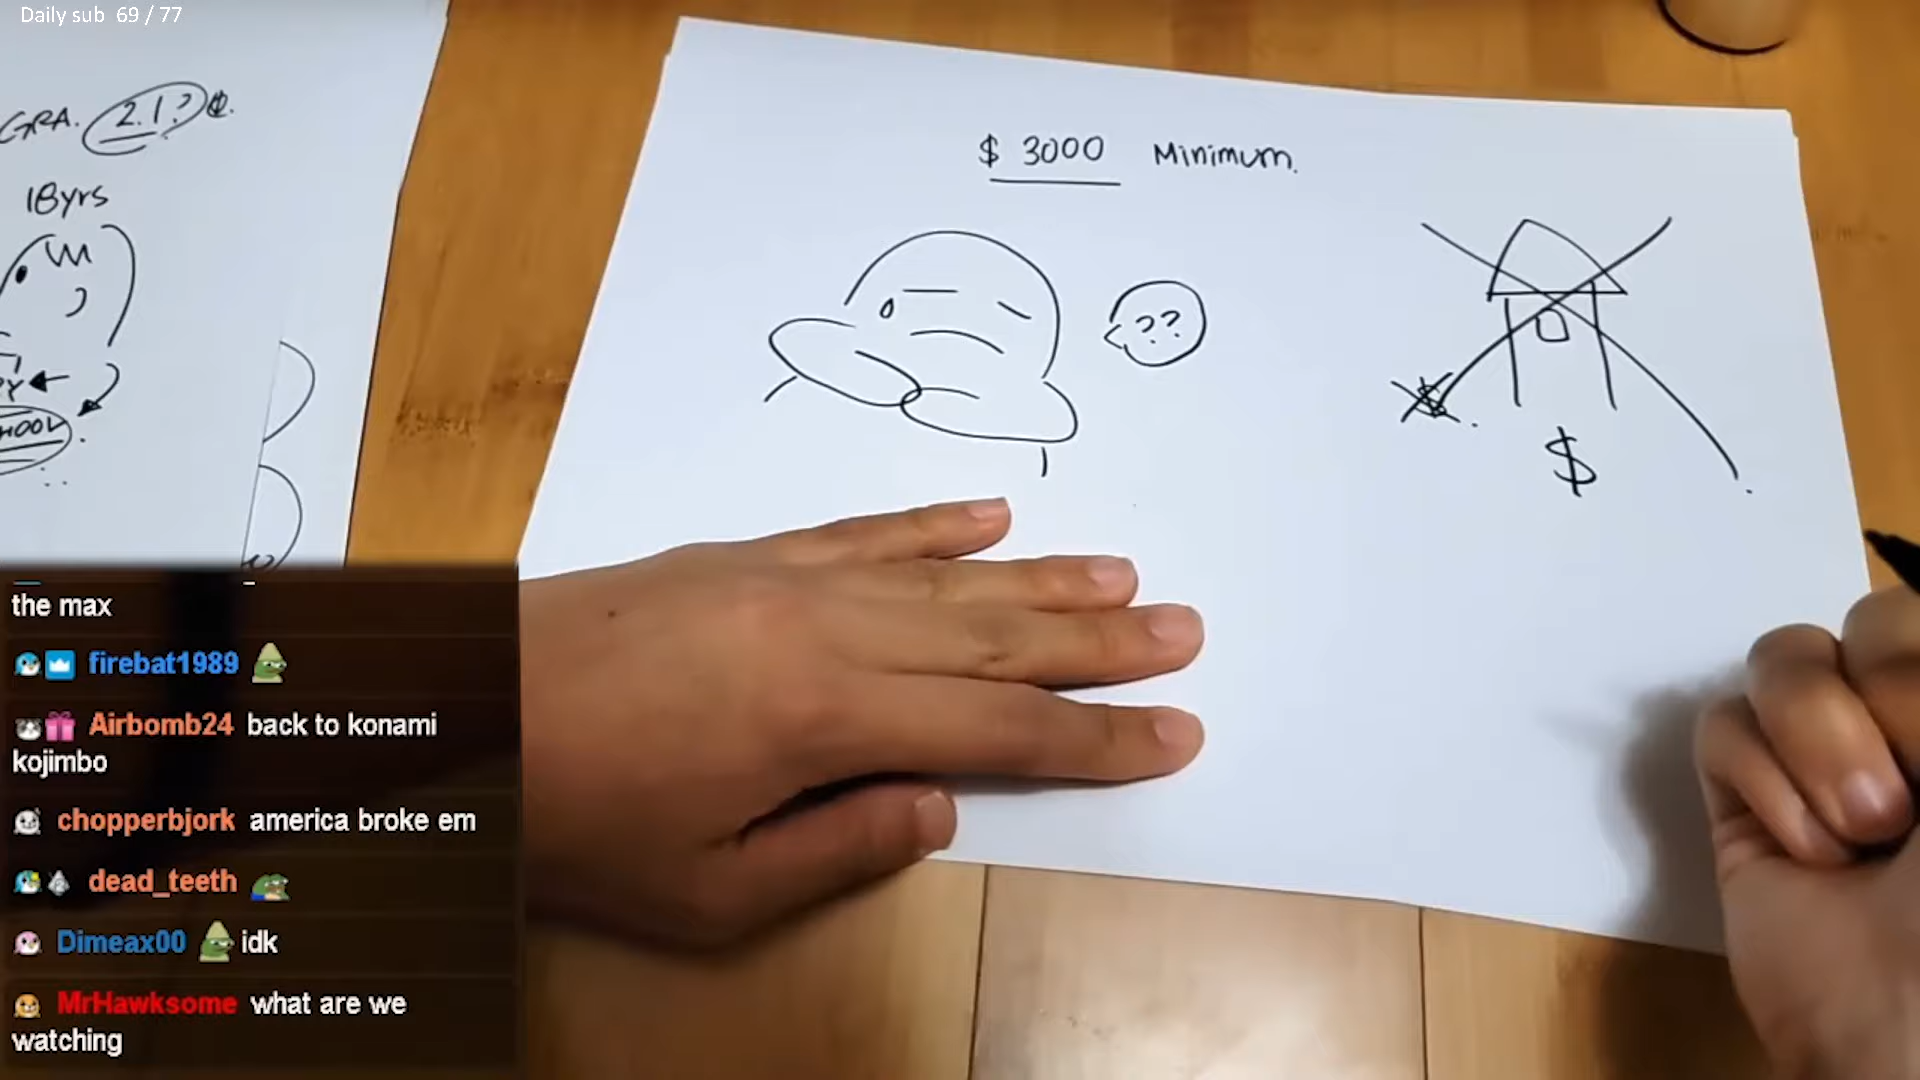 Daily sub 69 / 77
GRA. 2.1?
18yrs
$ 3000 Minimum.
??
$
$
the max
firebat1989
Airbomb24 back to konami
kojimbo
chopperbjork america broke em
dead_teeth
Dimeax00 idk
MrHawksome what are we
watching